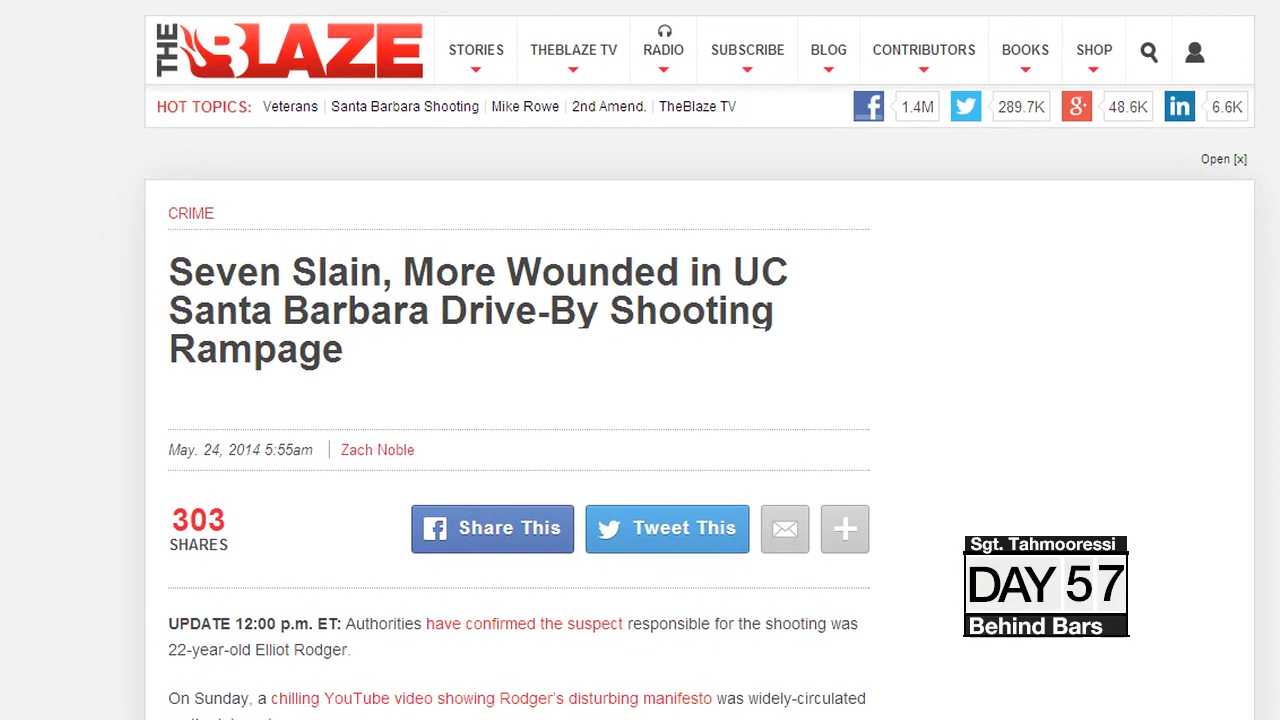 THE BLAZE
STORIES THEBLAZE TV RADIO SUBSCRIBE BLOG CONTRIBUTORS BOOKS SHOP
HOT TOPICS: Veterans Santa Barbara Shooting Mike Rowe 2nd Amend. TheBlaze TV 1.4M 289.7K 48.6K 6.6K
Open [x]
CRIME
Seven Slain, More Wounded in UC
Santa Barbara Drive-By Shooting
Rampage
May. 24, 2014 5:55am Zach Noble
303
SHARES
Share This Tweet This
Sgt. Tahmooressi
DAY 57
Behind Bars
UPDATE 12:00 p.m. ET: Authorities have confirmed the suspect responsible for the shooting was
22-year-old Elliot Rodger.
On Sunday, a chilling YouTube video showing Rodger's disturbing manifesto was widely-circulated